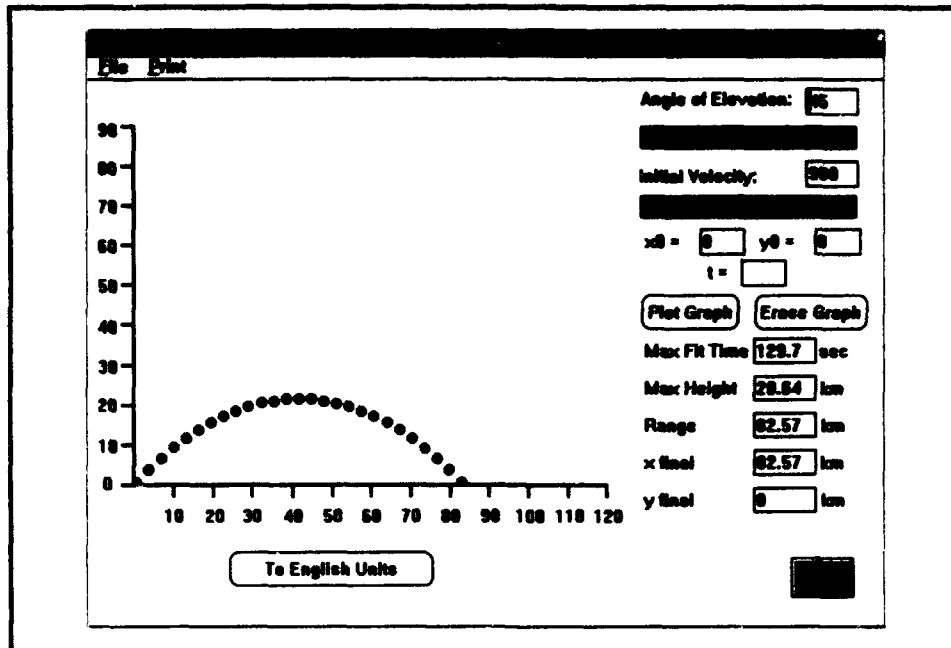 File Print
Angle of Elevation: 45
Initial Velocity: 900
x0 = 0 y0 = 0
t =
Plot Graph Erase Graph
Max Flt Time 129.7 sec
Max Height 20.64 km
Range 82.57 km
x final 82.57 km
y final 0 km
90
80
70
60
50
40
30
20
10
0
10 20 30 40 50 60 70 80 90 100 110 120
To English Units